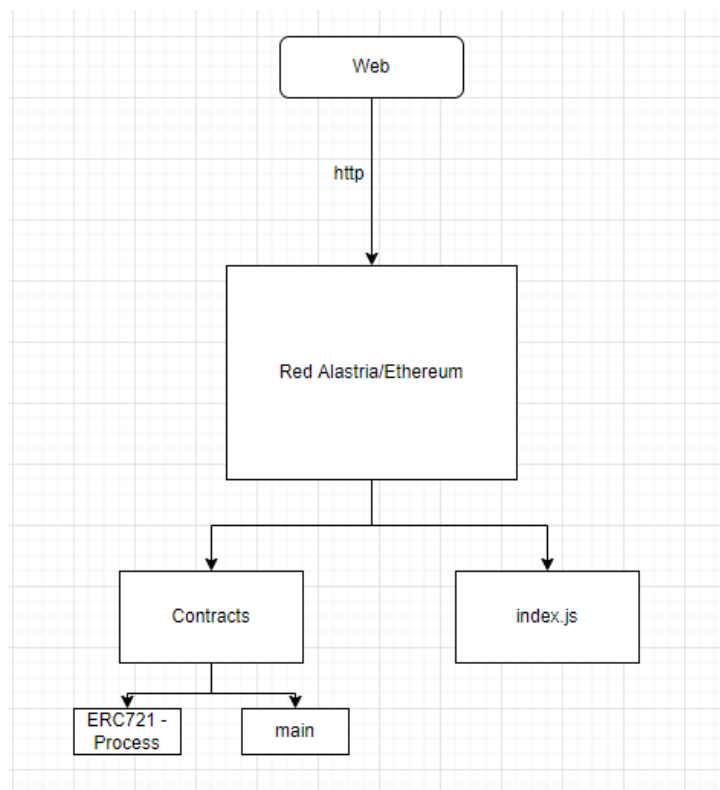 Web
http
Red Alastria/Ethereum
Contracts
index.js
ERC721 -
Process
main